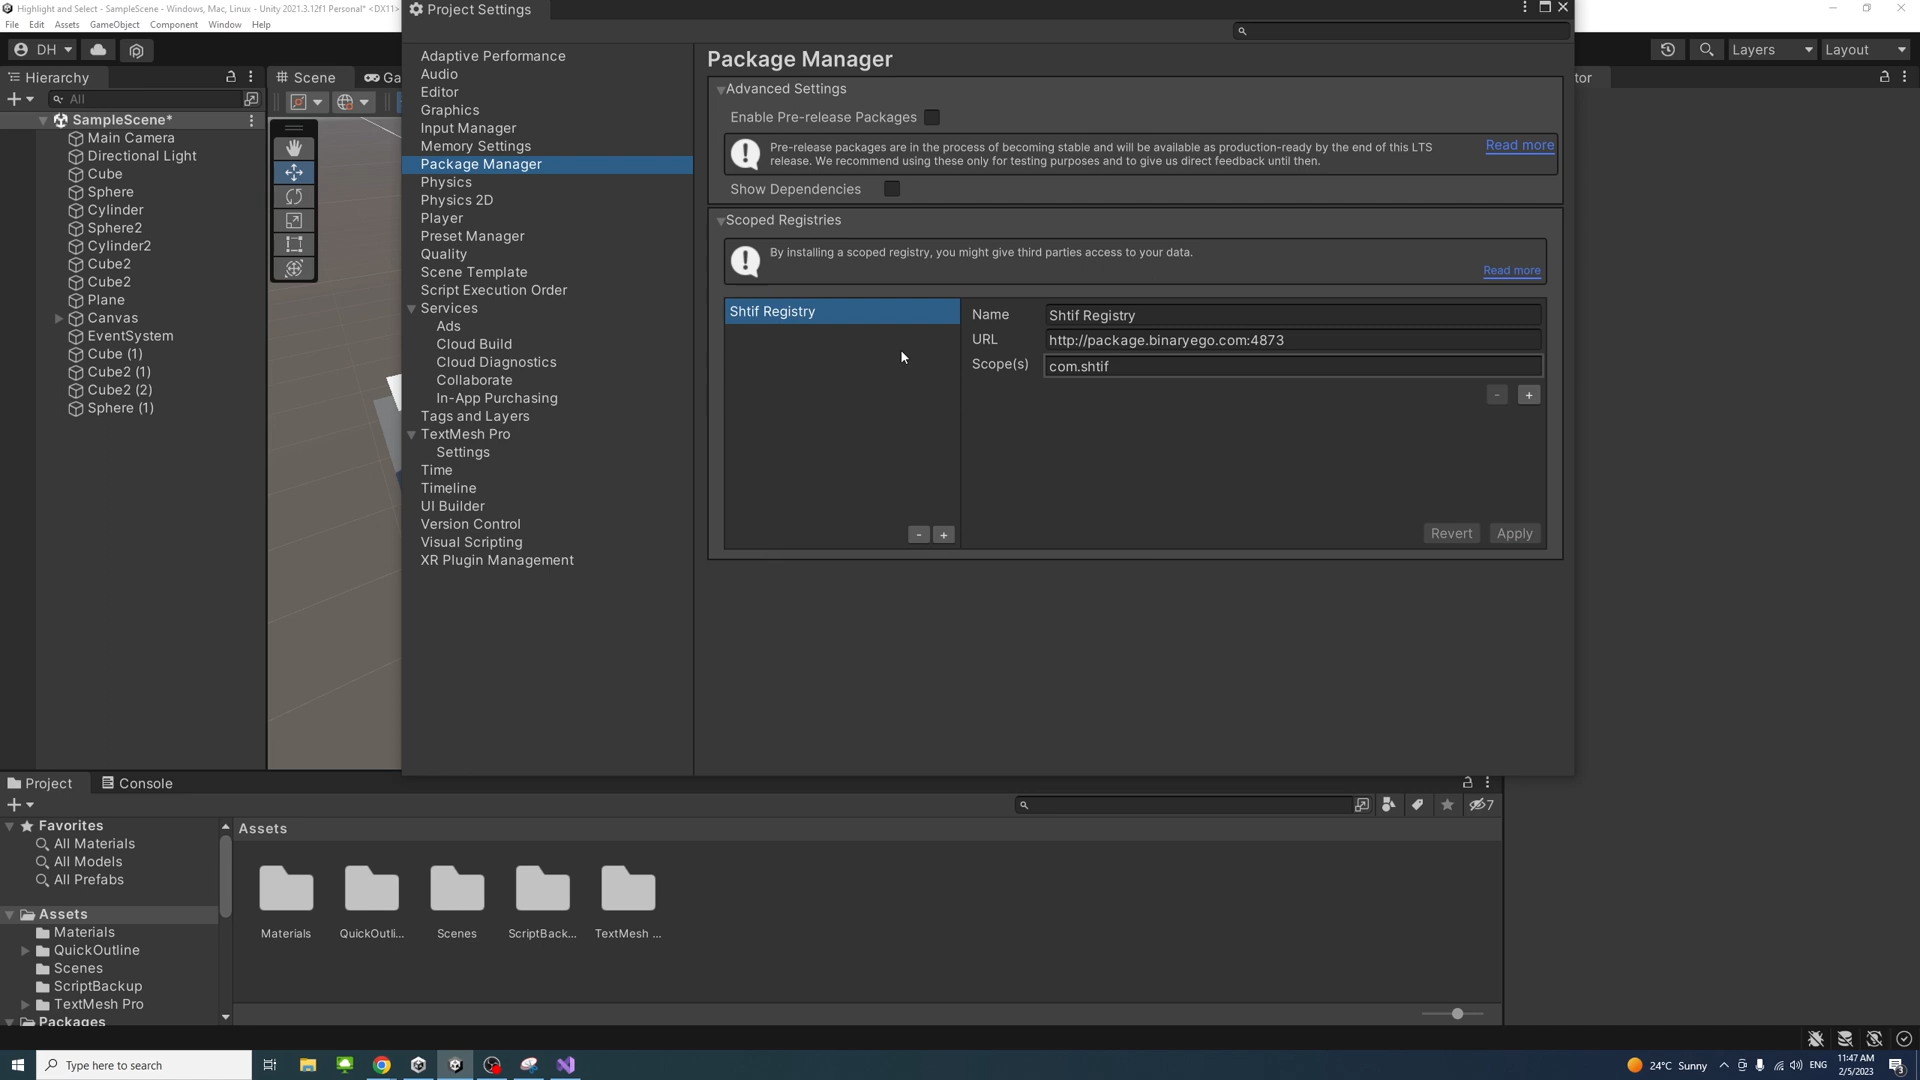 Highlight and Select - SampleScene - Windows, Mac, Linux - Unity 2021.3.12f1 Personal* <DX11>
File Edit Assets GameObject Component Window Help
DH
Layers
Layout
Hierarchy
All
SampleScene*
Main Camera
Directional Light
Cube
Sphere
Cylinder
Sphere2
Cylinder2
Cube2
Cube2
Plane
Canvas
EventSystem
Cube (1)
Cube2 (1)
Cube2 (2)
Sphere (1)
Scene
Ga
tor
Project Settings
Adaptive Performance
Audio
Editor
Graphics
Input Manager
Memory Settings
Package Manager
Physics
Physics 2D
Player
Preset Manager
Quality
Scene Template
Script Execution Order
Services
Ads
Cloud Build
Cloud Diagnostics
Collaborate
In-App Purchasing
Tags and Layers
TextMesh Pro
Settings
Time
Timeline
UI Builder
Version Control
Visual Scripting
XR Plugin Management
Package Manager
Advanced Settings
Enable Pre-release Packages
Pre-release packages are in the process of becoming stable and will be available as production-ready by the end of this LTS
release. We recommend using these only for testing purposes and to give us direct feedback until then.
Read more
Show Dependencies
Scoped Registries
By installing a scoped registry, you might give third parties access to your data.
Read more
Shtif Registry
Name Shtif Registry
URL http://package.binaryego.com:4873
Scope(s) com.shtif
- +
- +
Revert Apply
Project
Console
7
Favorites
All Materials
All Models
All Prefabs
Assets
Materials
QuickOutline
Scenes
ScriptBackup
TextMesh Pro
Packages
Assets
Materials
QuickOutli...
Scenes
ScriptBack...
TextMesh ...
Type here to search
24°C Sunny
ENG
11:47 AM
2/5/2023
3